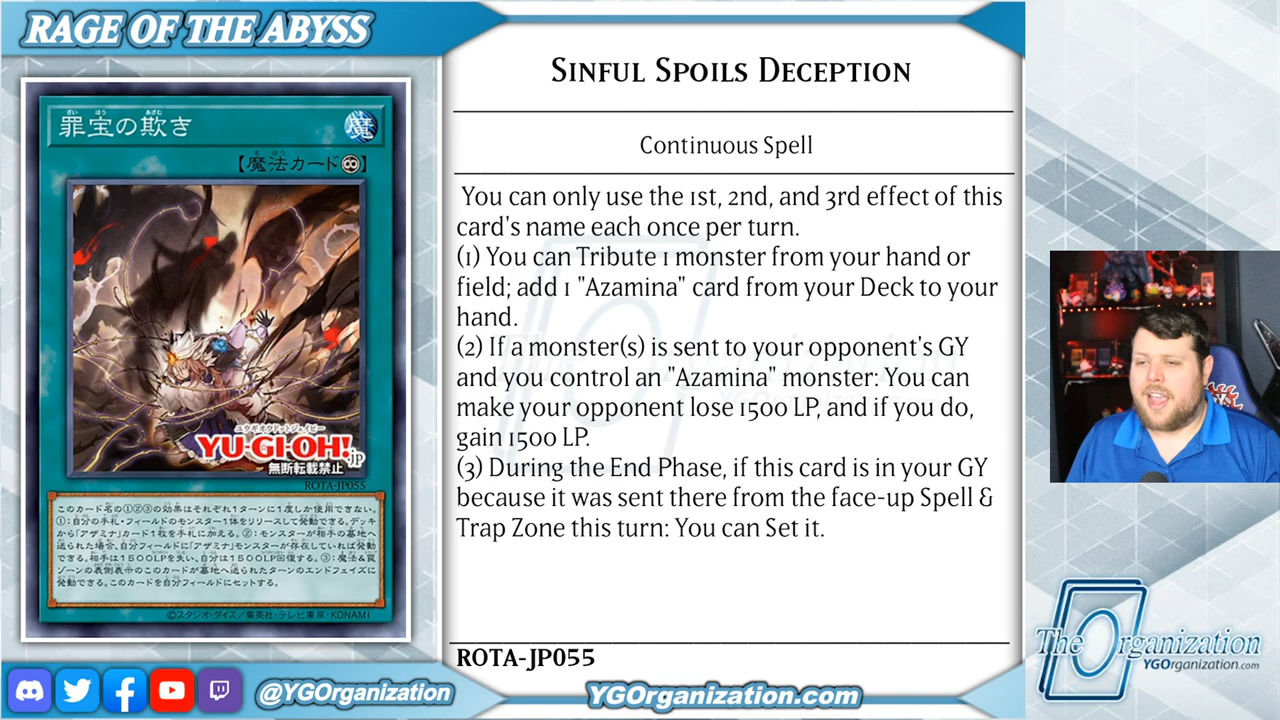 RAGE OF THE ABYSS
罪宝の欺き
ざい ほう あざむ
魔
【魔法カード】
YU-GI-OH!.jp
無断転載禁止
ROTA-JP055
このカード名の①②③の効果はそれぞれ1ターンに1度しか使用できない。
①：自分の手札・フィールドのモンスター1体をリリースして発動できる。デッキ
から「アザミナ」カード1枚を手札に加える。②：モンスターが相手の墓地へ
送られた場合、自分フィールドに「アザミナ」モンスターが存在していれば発動
できる。相手は1500LPを失い、自分は1500LP回復する。③：魔法&罠
ゾーンの表側表示のこのカードが墓地へ送られたターンのエンドフェイズに
発動できる。このカードを自分フィールドにセットする。
©スタジオ・ダイス／集英社・テレビ東京・KONAMI
Sinful Spoils Deception
Continuous Spell
You can only use the 1st, 2nd, and 3rd effect of this
card's name each once per turn.
(1) You can Tribute 1 monster from your hand or
field; add 1 "Azamina" card from your Deck to your
hand.
(2) If a monster(s) is sent to your opponent's GY
and you control an "Azamina" monster: You can
make your opponent lose 1500 LP, and if you do,
gain 1500 LP.
(3) During the End Phase, if this card is in your GY
because it was sent there from the face-up Spell &
Trap Zone this turn: You can Set it.
ROTA-JP055
The Organization
YGOrganization.com
@YGOrganization
YGOrganization.com